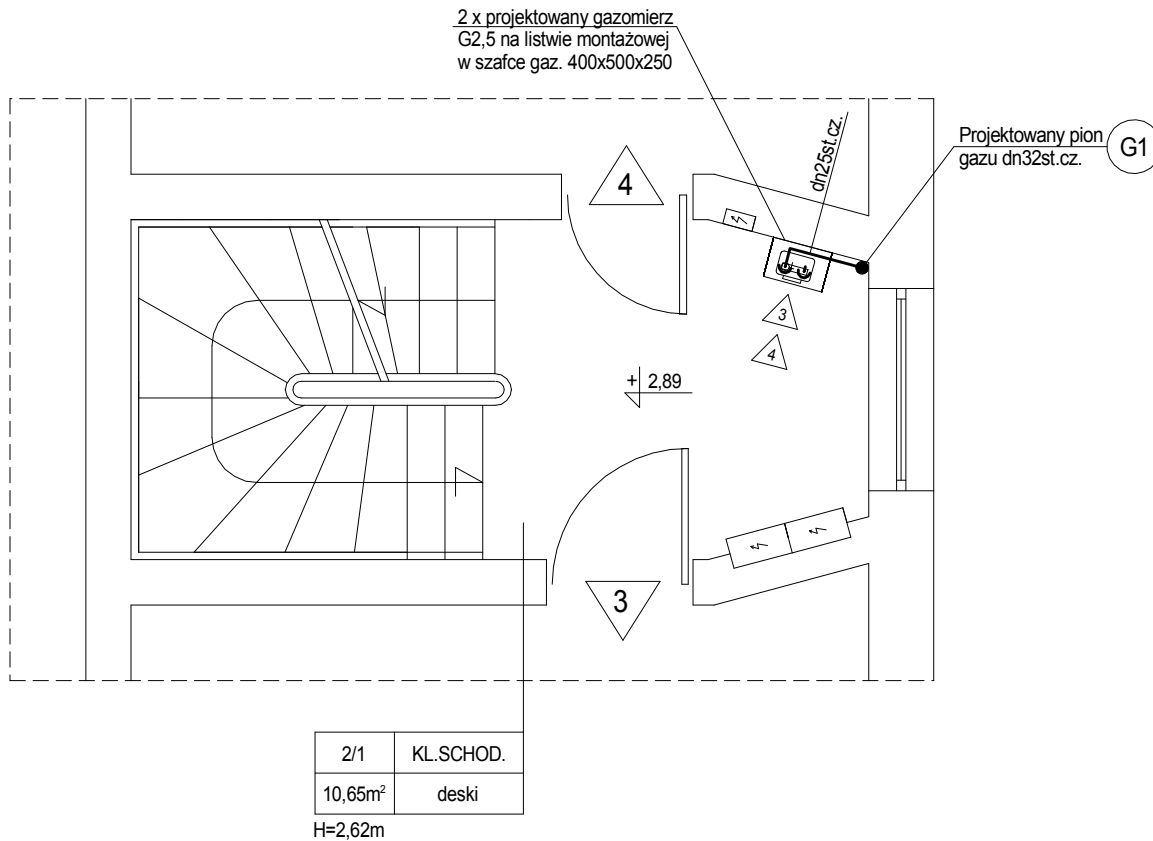 2 x projektowany gazomierz
G2,5 na listwie montażowej
w szafce gaz. 400x500x250
dn25st.cz.
Projektowany pion
gazu dn32st.cz.
G1
4
3
4
+ 2,89
3
2/1 KL.SCHOD.
10,65m² deski
H=2,62m